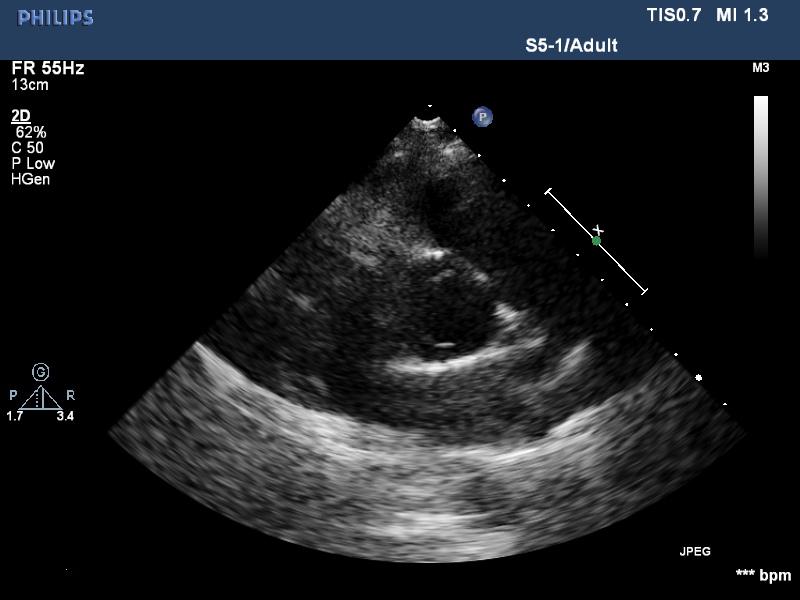 PHILIPS
TIS0.7 MI 1.3
S5-1/Adult
FR 55Hz
13cm
M3
2D
62%
C 50
P Low
HGen
P
G
P R
1.7 3.4
JPEG
*** bpm